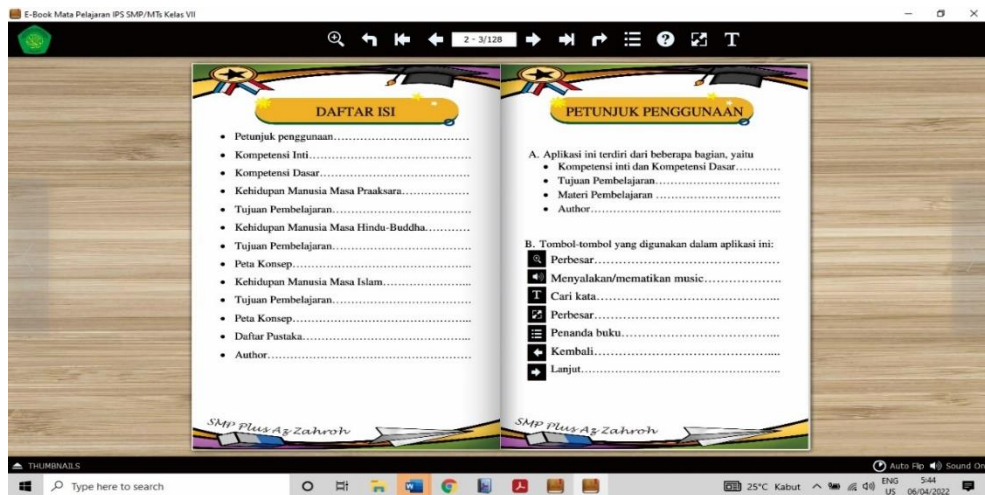 E-Book Mata Pelajaran IPS SMP/MTs Kelas VII
2 - 3/128
T
DAFTAR ISI
• Petunjuk penggunaan……………………………
• Kompetensi Inti……………………………………
• Kompetensi Dasar…………………………………
• Kehidupan Manusia Masa Praaksara………………
• Tujuan Pembelajaran………………………………
• Kehidupan Manusia Masa Hindu-Buddha…………
• Tujuan Pembelajaran………………………………
• Peta Konsep…………………………………………
• Kehidupan Manusia Masa Islam……………………
• Tujuan Pembelajaran………………………………
• Peta Konsep…………………………………………
• Daftar Pustaka………………………………………
• Author………………………………………………
SMP Plus Az Zahroh
PETUNJUK PENGGUNAAN
A. Aplikasi ini terdiri dari beberapa bagian, yaitu
• Kompetensi inti dan Kompetensi Dasar…………
• Tujuan Pembelajaran……………………………
• Materi Pembelajaran ……………………………
• Author……………………………………………
B. Tombol-tombol yang digunakan dalam aplikasi ini:
Perbesar………………………………………
Menyalakan/mematikan music………………
T Cari kata………………………………………
Perbesar………………………………………
Penanda buku…………………………………
Kembali………………………………………
Lanjut…………………………………………
SMP Plus Az Zahroh
THUMBNAILS
Auto Flip
Sound On
Type here to search
25°C Kabut
ENG
US
5:44
06/04/2022